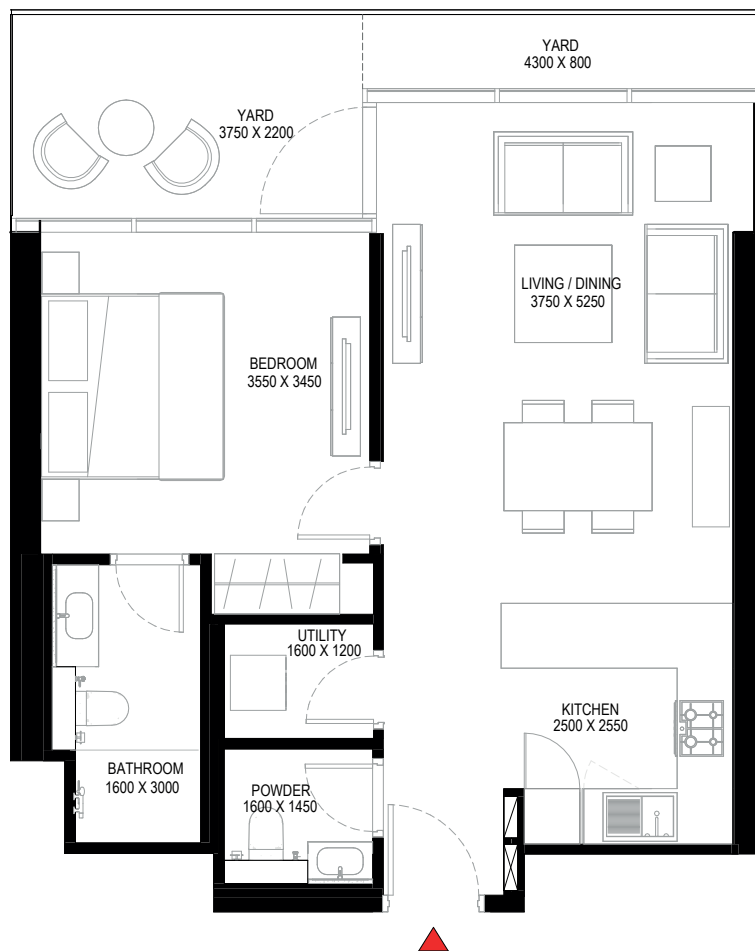 YARD
4300 X 800
YARD
3750 X 2200
LIVING / DINING
3750 X 5250
BEDROOM
3550 X 3450
UTILITY
1600 X 1200
KITCHEN
2500 X 2550
BATHROOM
1600 X 3000
POWDER
1600 X 1450